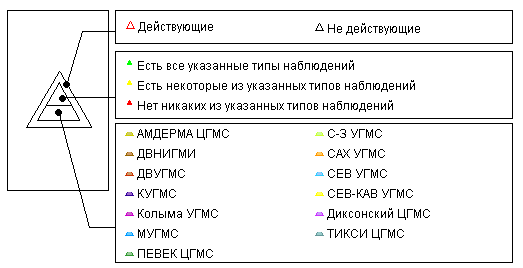 Действующие Не действующие
Есть все указанные типы наблюдений
Есть некоторые из указанных типов наблюдений
Нет никаких из указанных типов наблюдений
АМДЕРМА ЦГМС С-З УГМС
ДВНИГМИ САХ УГМС
ДВУГМС СЕВ УГМС
КУГМС СЕВ-КАВ УГМС
Колыма УГМС Диксонский ЦГМС
МУГМС ТИКСИ ЦГМС
ПЕВЕК ЦГМС